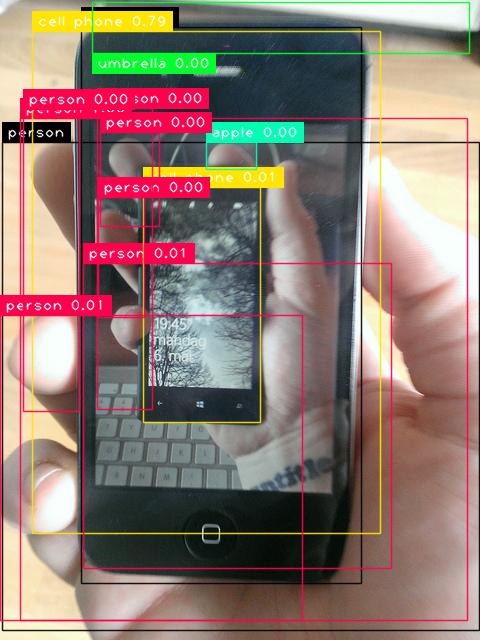 cell phone 0.79
umbrella 0.00
person 0.00
son 0.00
person 0.00
person
apple 0.00
phone 0.01
person 0.00
person 0.01
person 0.01
19:45
mandag
6. mai
ntitle